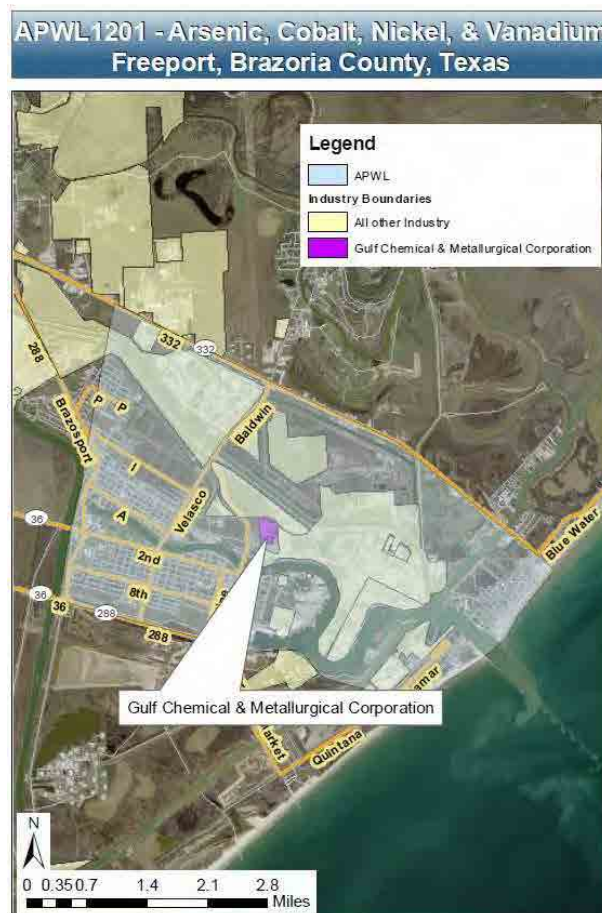 APWL1201 - Arsenic, Cobalt, Nickel, & Vanadium
Freeport, Brazoria County, Texas
Legend
APWL
Industry Boundaries
All other Industry
Gulf Chemical & Metallurgical Corporation
332
332
288
Baldwin
P
P
Brazosport
I
Velasco
A
36
2nd
Blue Water
36
8th
36
288
288
Gulf Chemical & Metallurgical Corporation
Quintana
N
0 0.35 0.7 1.4 2.1 2.8
Miles